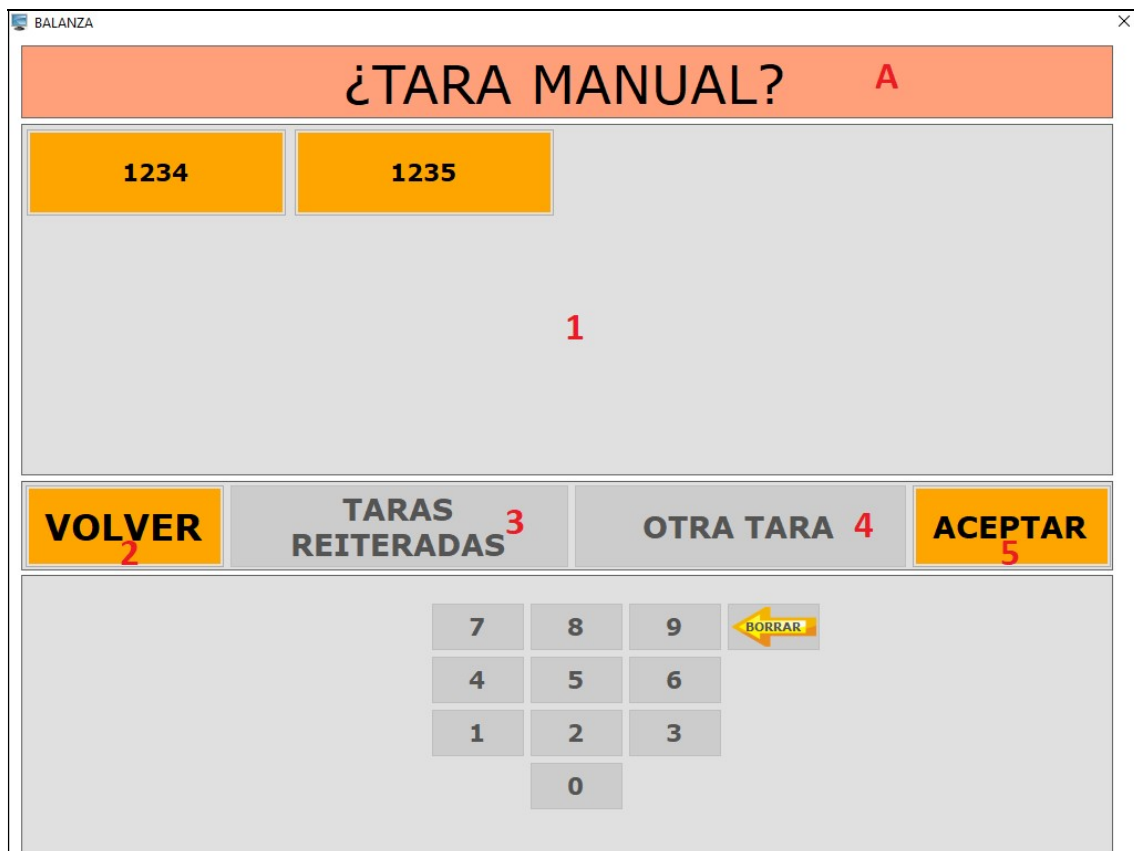 BALANZA
¿TARA MANUAL? A
1234 1235
1
TARAS
VOLVER REITERADAS 3 OTRA TARA 4 ACEPTAR
2 5
7 8 9 BORRAR
4 5 6
1 2 3
0